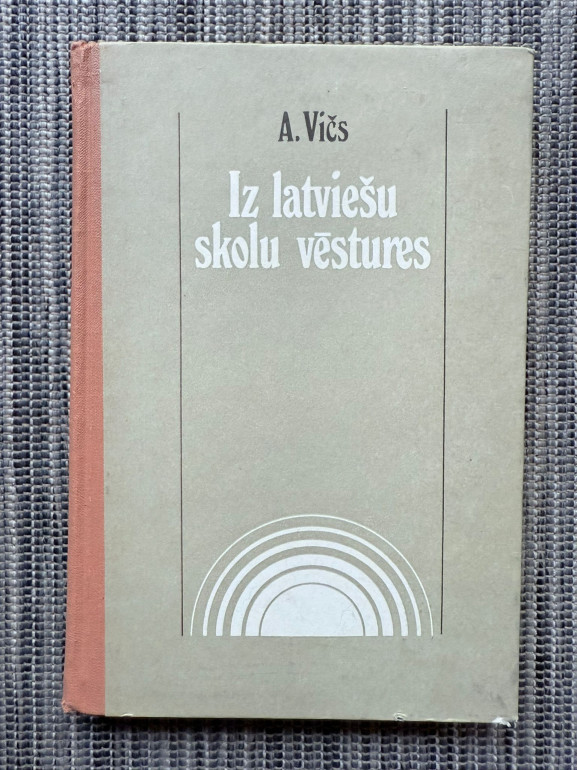 A. Vičs
Iz latviešu
skolu vēstures